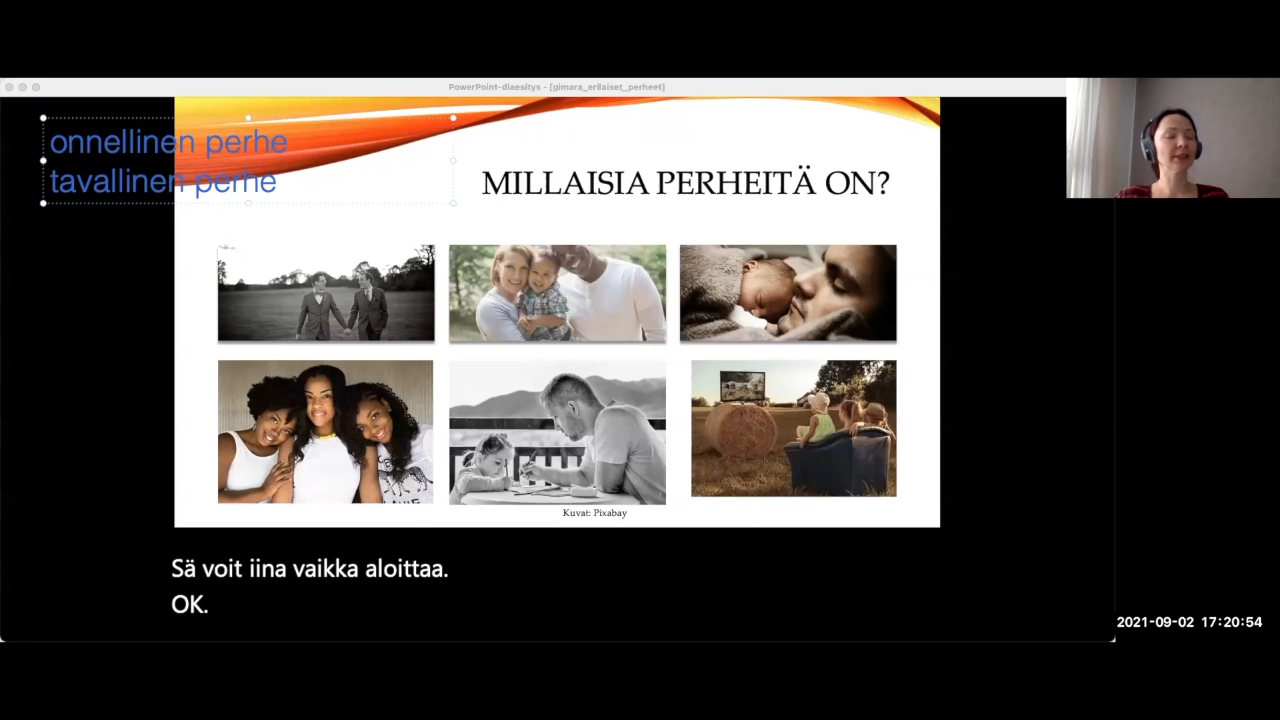 PowerPoint-diaesitys - [gimara_erilaiset_perheet]
onnellinen perhe
tavallinen perhe
MILLAISIA PERHEITÄ ON?
Kuvat: Pixabay
Sä voit iina vaikka aloittaa.
OK.
2021-09-02 17:20:54